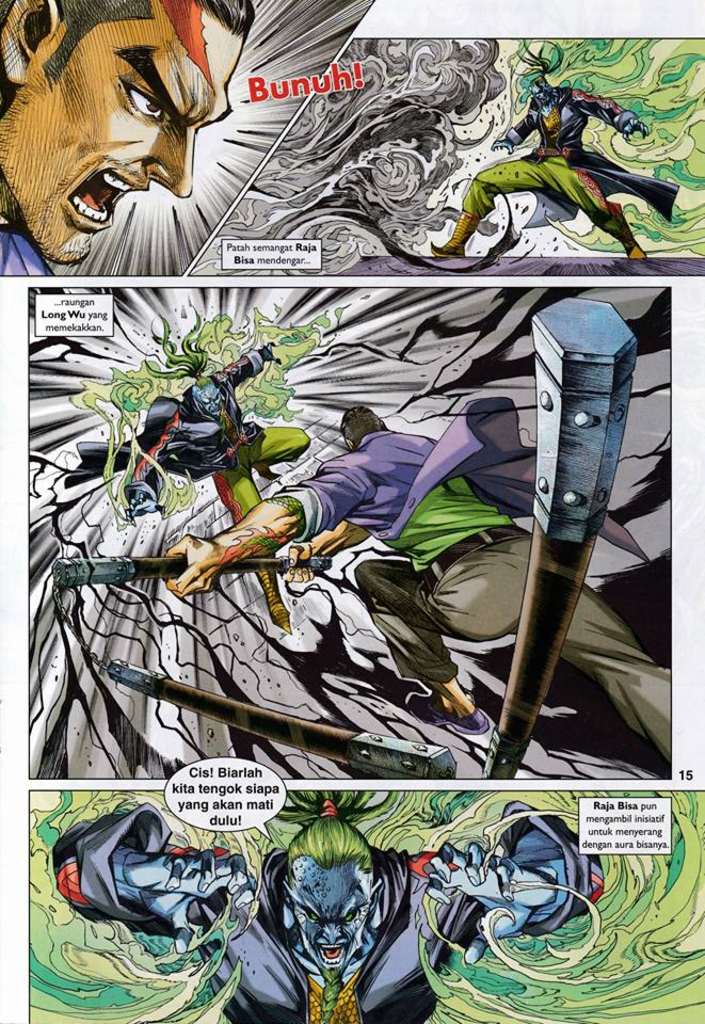 Bunuh!
Patah semangat Raja
Bisa mendengar...
...raungan
Long Wu yang
memekakkan.
15
Cis! Biarlah
kita tengok siapa
yang akan mati
dulu!
Raja Bisa pun
mengambil inisiatif
untuk menyerang
dengan aura bisanya.